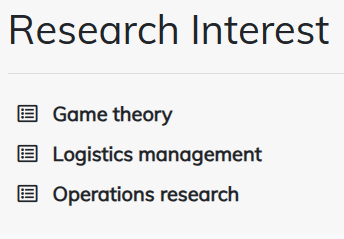 Research Interest
Game theory
Logistics management
Operations research